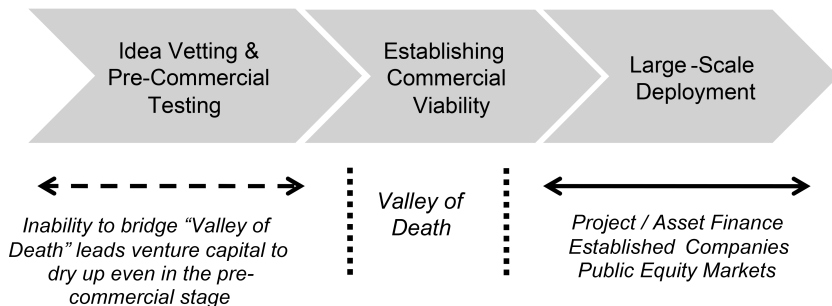 Idea Vetting &
Pre-Commercial
Testing
Establishing
Commercial
Viability
Large -Scale
Deployment
Inability to bridge “Valley of
Death” leads venture capital to
dry up even in the pre-
commercial stage
Valley of
Death
Project / Asset Finance
Established Companies
Public Equity Markets